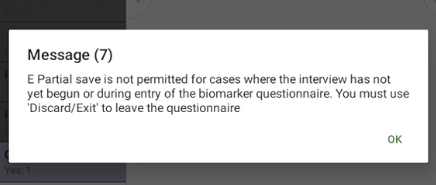 Message (7)
E Partial save is not permitted for cases where the interview has not
yet begun or during entry of the biomarker questionnaire. You must use
'Discard/Exit' to leave the questionnaire
OK
Yes: 1